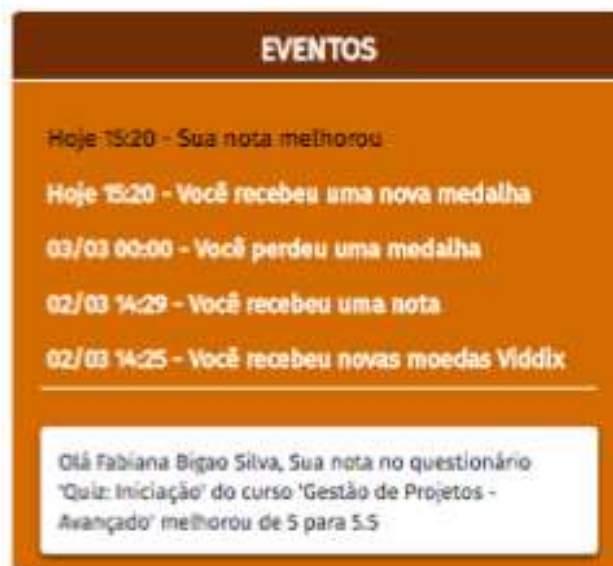 EVENTOS
Hoje 15:20 - Sua nota melhorou
Hoje 15:20 - Você recebeu uma nova medalha
03/03 00:00 - Você perdeu uma medalha
02/03 14:29 - Você recebeu uma nota
02/03 14:25 - Você recebeu novas moedas Viddix
Olá Fabiana Bigao Silva, Sua nota no questionário
'Quiz: Iniciação' do curso 'Gestão de Projetos -
Avançado' melhorou de 5 para 5.5